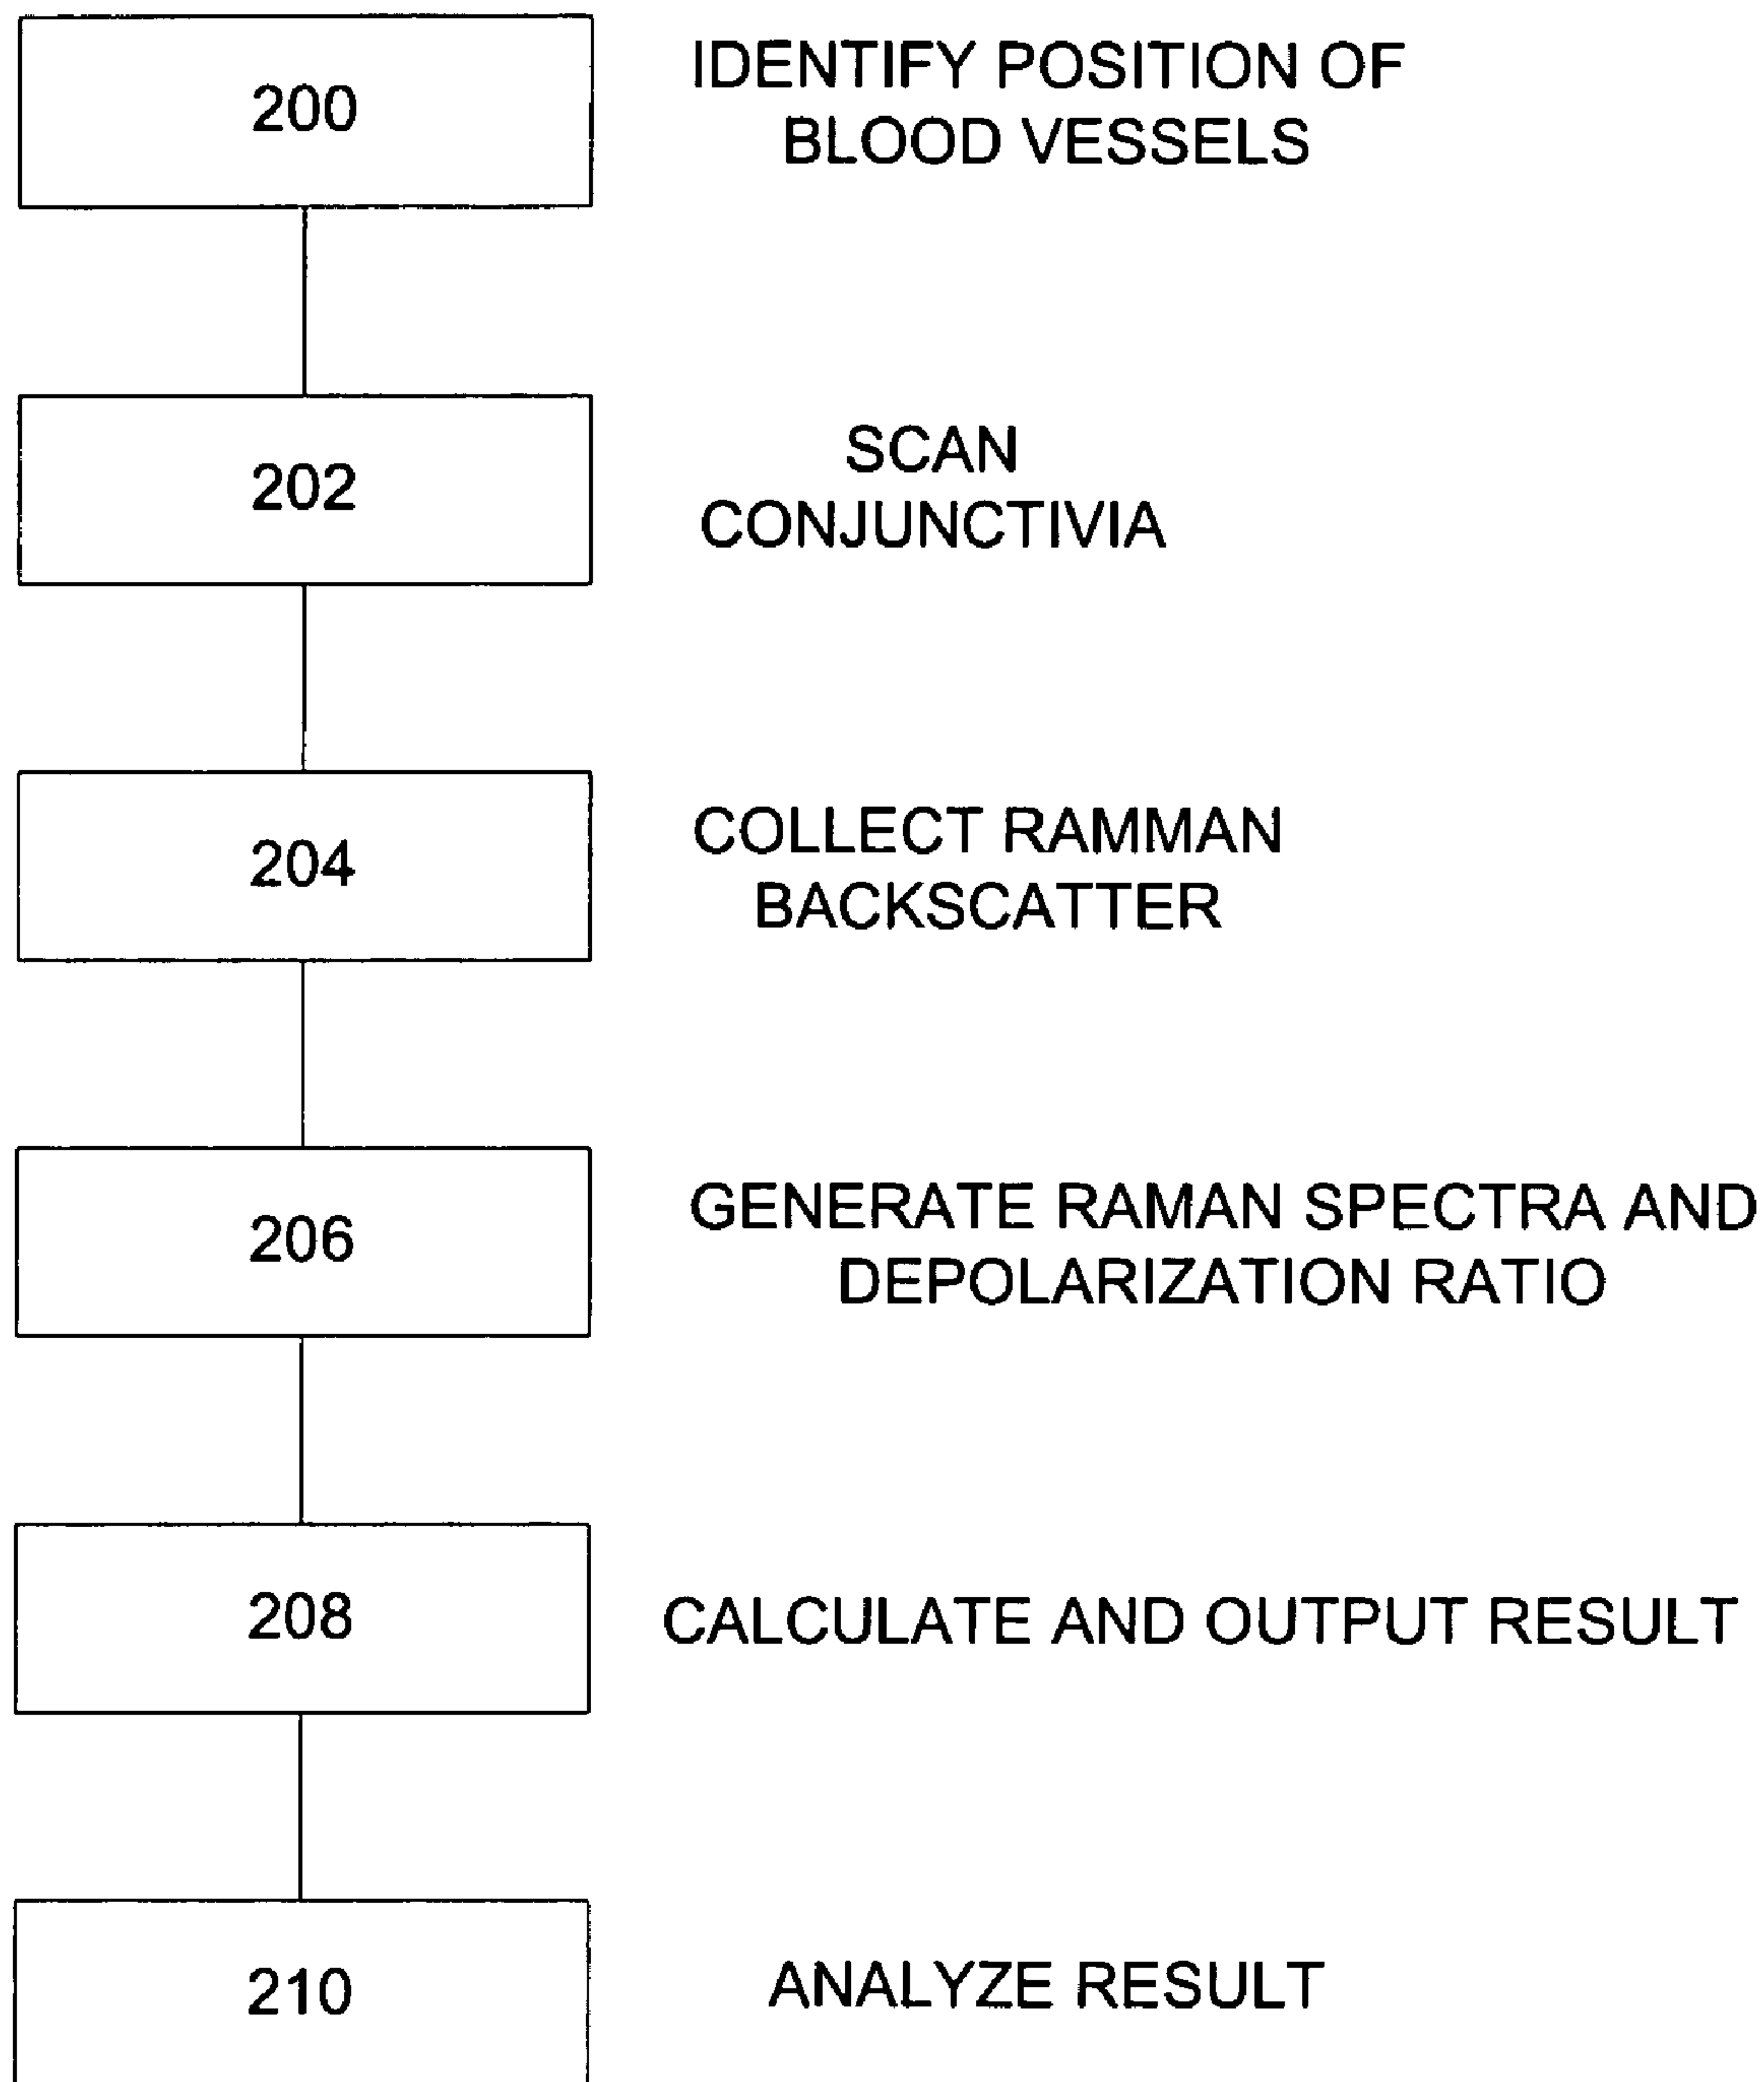 200
IDENTIFY POSITION OF
BLOOD VESSELS
202
SCAN
CONJUNCTIVIA
204
COLLECT RAMMAN
BACKSCATTER
206
GENERATE RAMAN SPECTRA AND
DEPOLARIZATION RATIO
208
CALCULATE AND OUTPUT RESULT
210
ANALYZE RESULT